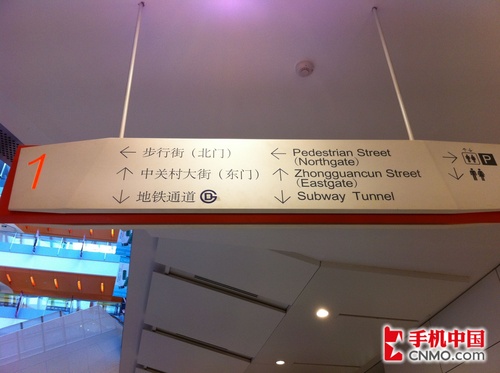 1
← 步行街（北门）
↑ 中关村大街（东门）
↓ 地铁通道
← Pedestrian Street
(Northgate)
↑ Zhongguancun Street
(Eastgate)
↓ Subway Tunnel
P
手机中国
CNMO.com